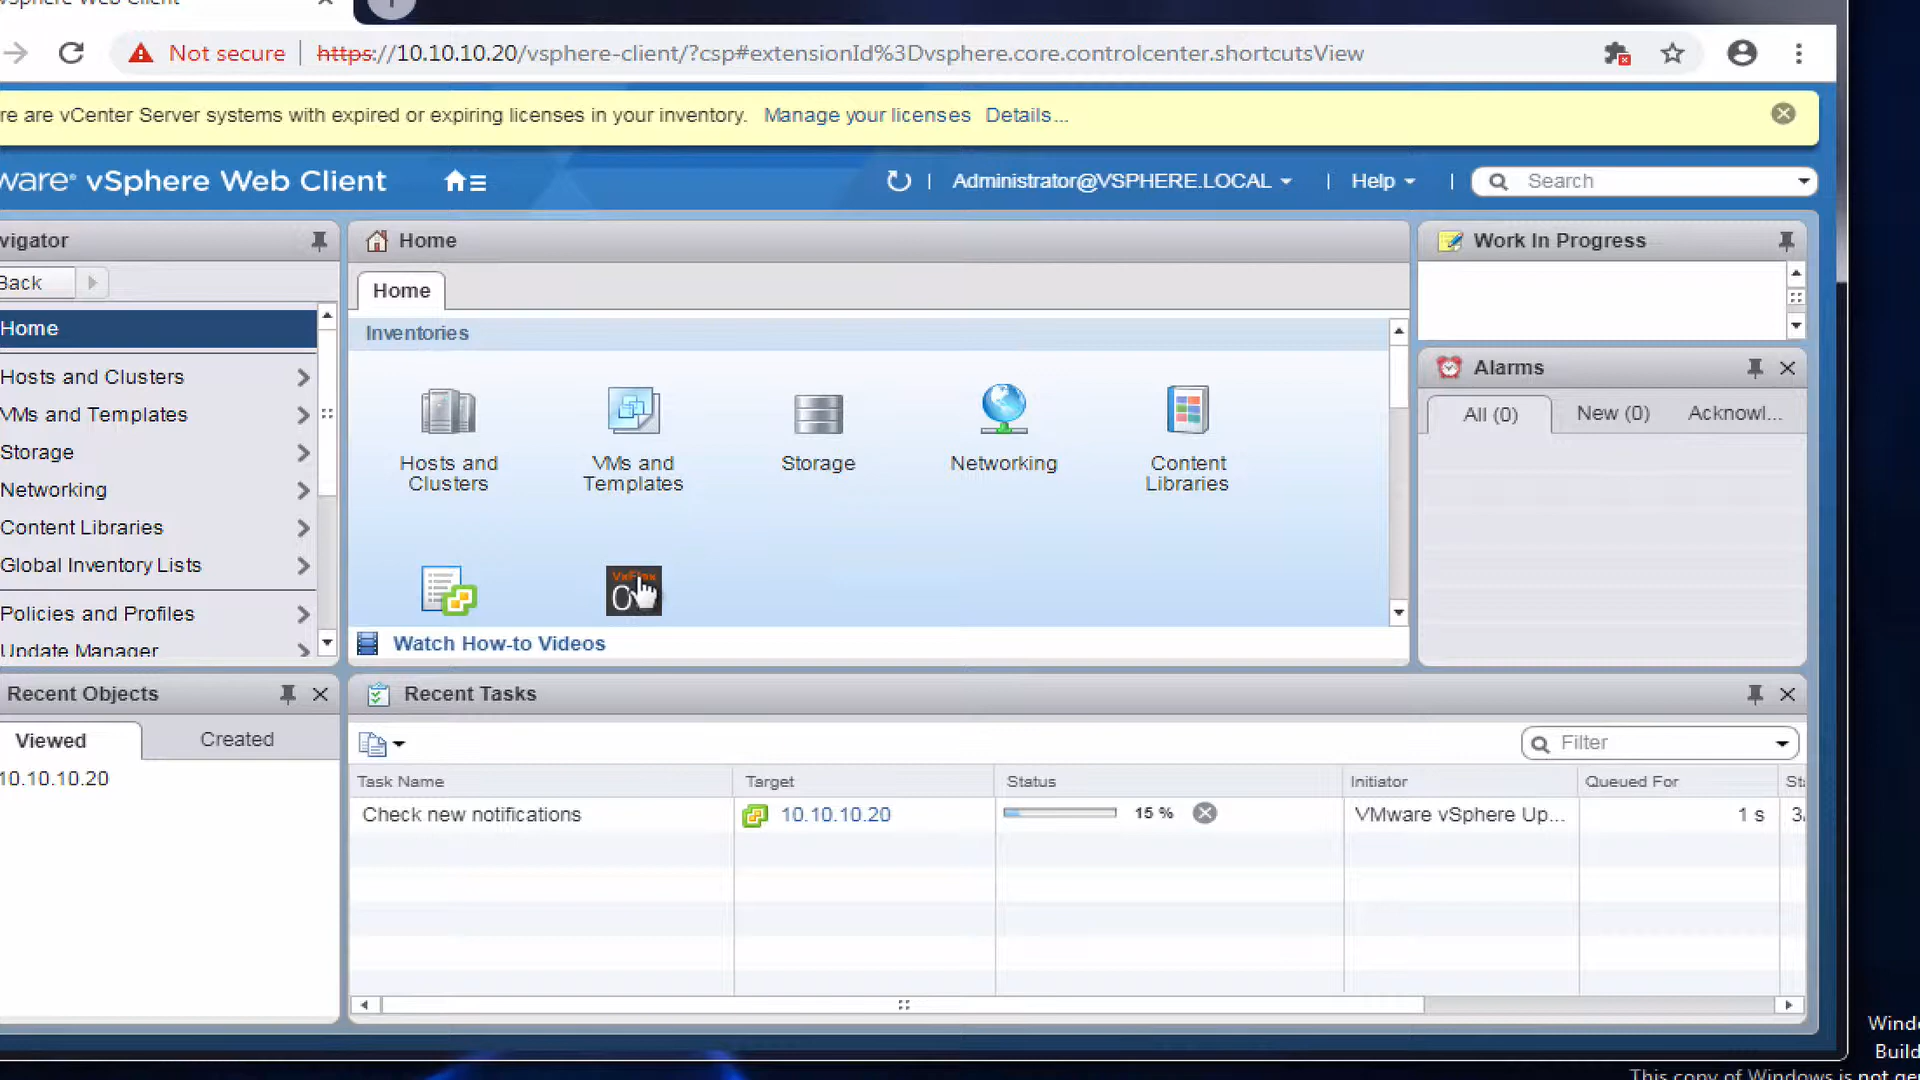 vSphere Web Client
Not secure
https://10.10.10.20/vsphere-client/?csp#extensionId%3Dvsphere.core.controlcenter.shortcutsView
re are vCenter Server systems with expired or expiring licenses in your inventory. Manage your licenses Details...
ware® vSphere Web Client
Administrator@VSPHERE.LOCAL
Help
Search
vigator
Back
Home
Hosts and Clusters
VMs and Templates
Storage
Networking
Content Libraries
Global Inventory Lists
Policies and Profiles
Update Manager
Home
Home
Inventories
Hosts and
Clusters
VMs and
Templates
Storage
Networking
Content
Libraries
Watch How-to Videos
Work In Progress
Alarms
All (0)
New (0)
Acknowl...
Recent Objects
Viewed
Created
10.10.10.20
Recent Tasks
Filter
Task Name
Target
Status
Initiator
Queued For
Check new notifications
10.10.10.20
15 %
VMware vSphere Up...
1 s
Build
This copy of Windows is not ge